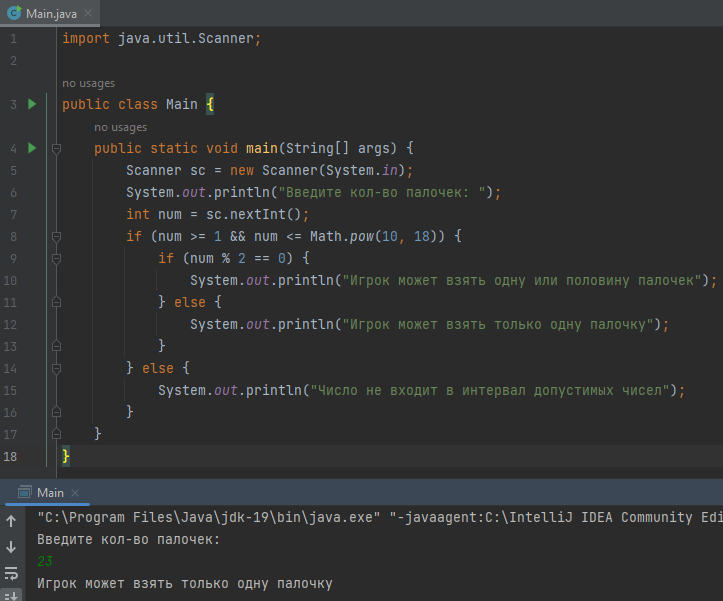 Main.java
1 import java.util.Scanner;
2
no usages
3 public class Main {
no usages
4 public static void main(String[] args) {
5 Scanner sc = new Scanner(System.in);
6 System.out.println("Введите кол-во палочек: ");
7 int num = sc.nextInt();
8 if (num >= 1 && num <= Math.pow(10, 18)) {
9 if (num % 2 == 0) {
10 System.out.println("Игрок может взять одну или половину палочек");
11 } else {
12 System.out.println("Игрок может взять только одну палочку");
13 }
14 } else {
15 System.out.println("Число не входит в интервал допустимых чисел");
16 }
17 }
18 }
Main
"C:\Program Files\Java\jdk-19\bin\java.exe" "-javaagent:C:\IntelliJ IDEA Community Edi
Введите кол-во палочек:
23
Игрок может взять только одну палочку